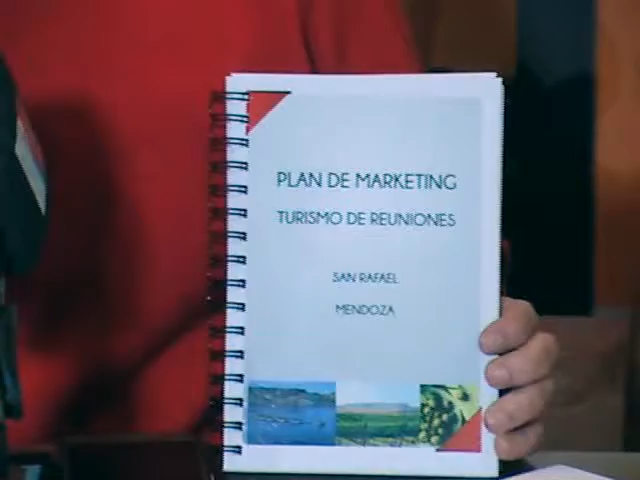 PLAN DE MARKETING
TURISMO DE REUNIONES
SAN RAFAEL
MENDOZA